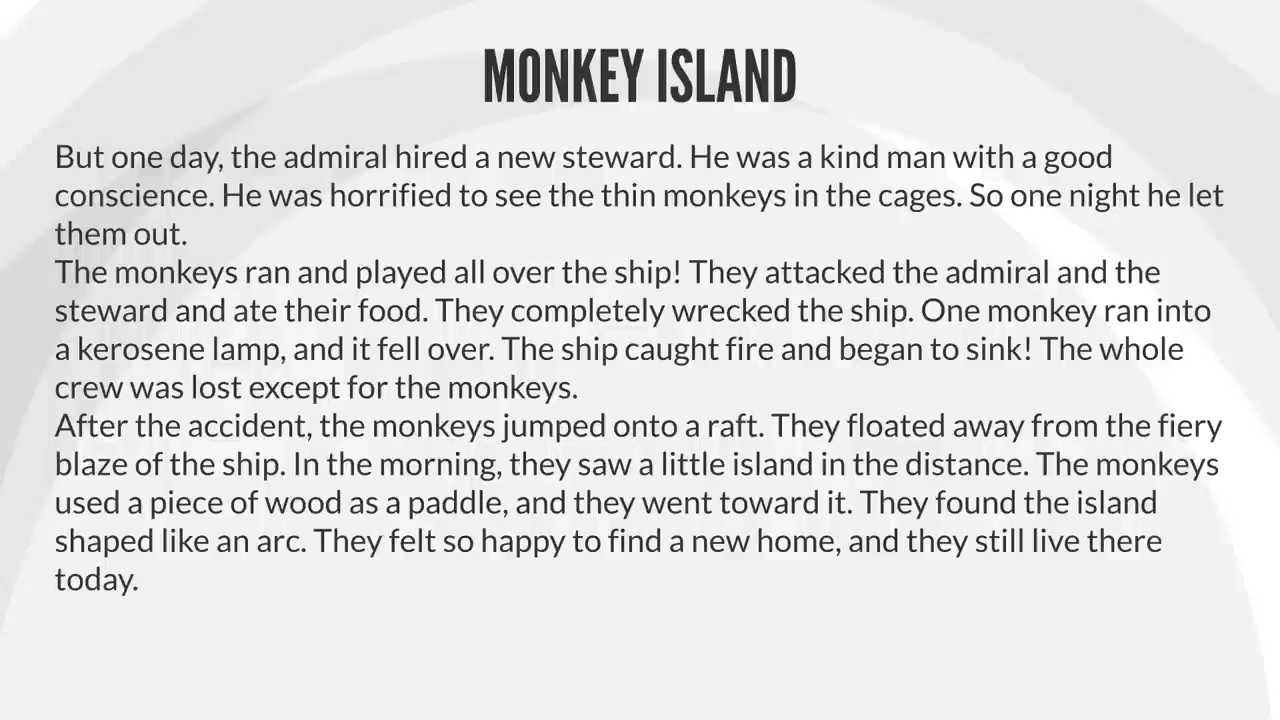 MONKEY ISLAND
But one day, the admiral hired a new steward. He was a kind man with a good
conscience. He was horrified to see the thin monkeys in the cages. So one night he let
them out.
The monkeys ran and played all over the ship! They attacked the admiral and the
steward and ate their food. They completely wrecked the ship. One monkey ran into
a kerosene lamp, and it fell over. The ship caught fire and began to sink! The whole
crew was lost except for the monkeys.
After the accident, the monkeys jumped onto a raft. They floated away from the fiery
blaze of the ship. In the morning, they saw a little island in the distance. The monkeys
used a piece of wood as a paddle, and they went toward it. They found the island
shaped like an arc. They felt so happy to find a new home, and they still live there
today.